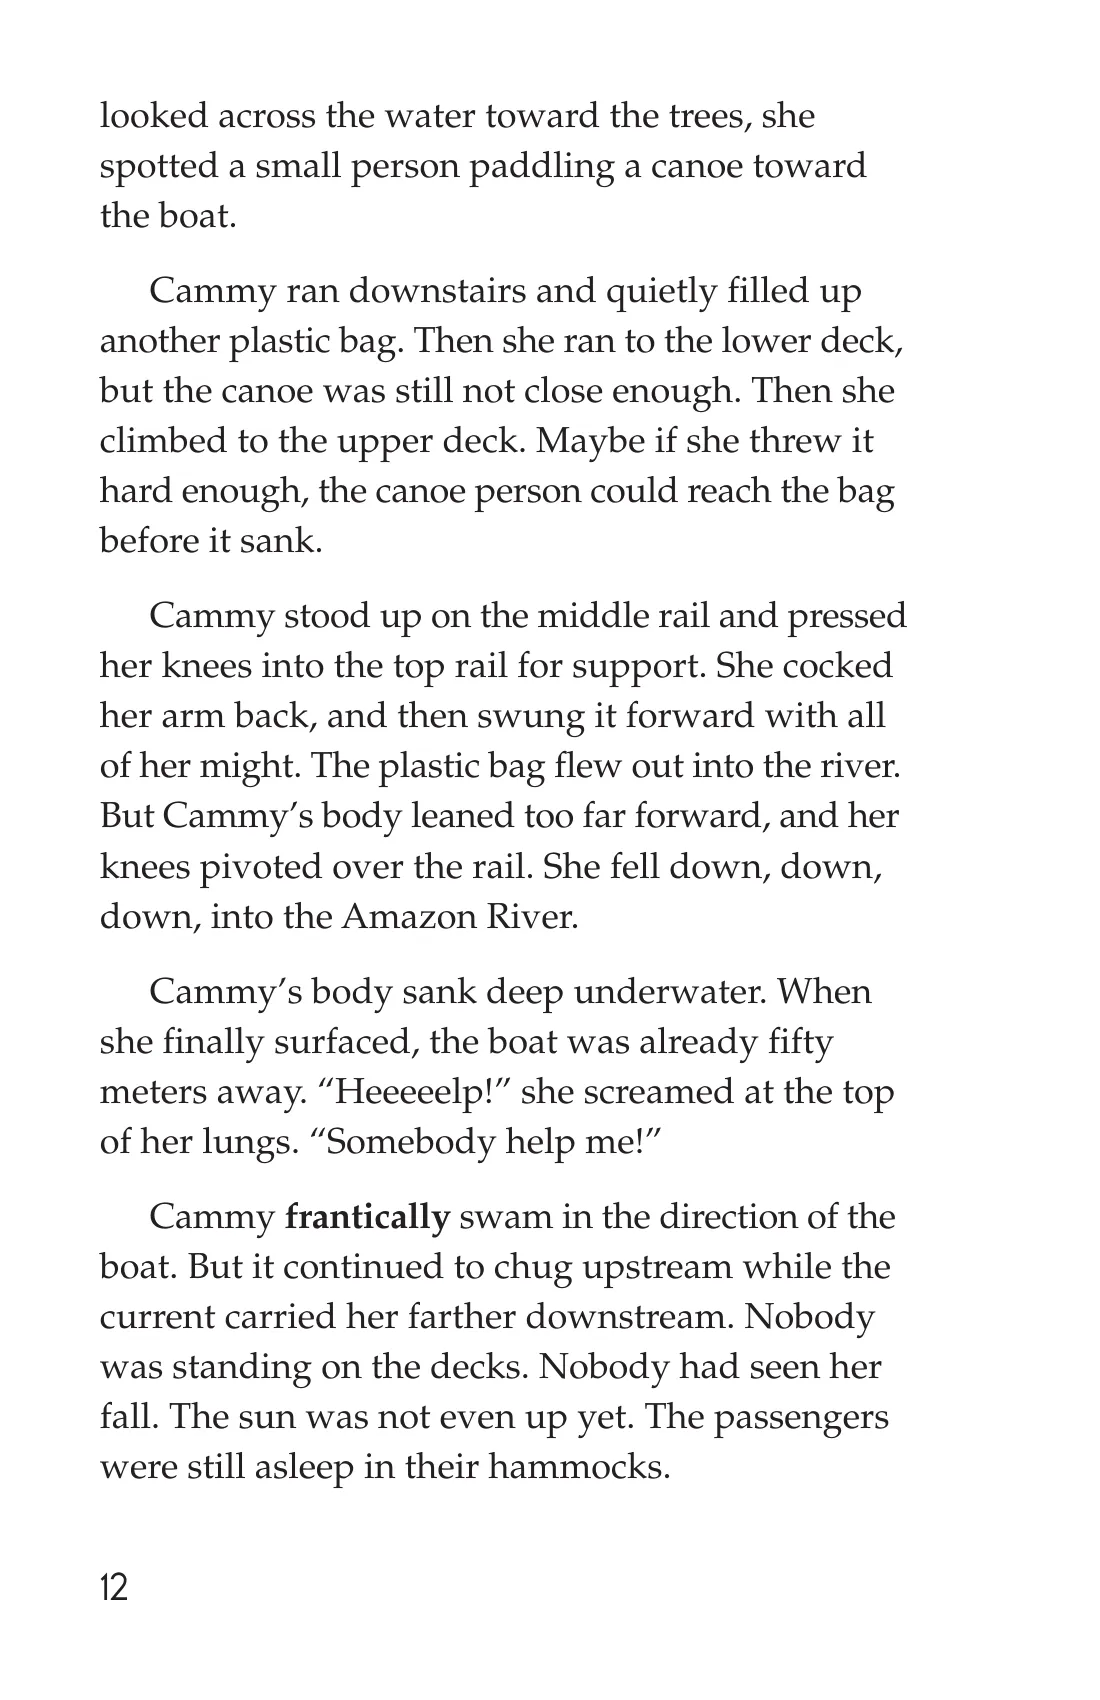 looked across the water toward the trees, she
spotted a small person paddling a canoe toward
the boat.
Cammy ran downstairs and quietly filled up
another plastic bag. Then she ran to the lower deck,
but the canoe was still not close enough. Then she
climbed to the upper deck. Maybe if she threw it
hard enough, the canoe person could reach the bag
before it sank.
Cammy stood up on the middle rail and pressed
her knees into the top rail for support. She cocked
her arm back, and then swung it forward with all
of her might. The plastic bag flew out into the river.
But Cammy’s body leaned too far forward, and her
knees pivoted over the rail. She fell down, down,
down, into the Amazon River.
Cammy’s body sank deep underwater. When
she finally surfaced, the boat was already fifty
meters away. “Heeeeelp!” she screamed at the top
of her lungs. “Somebody help me!”
Cammy frantically swam in the direction of the
boat. But it continued to chug upstream while the
current carried her farther downstream. Nobody
was standing on the decks. Nobody had seen her
fall. The sun was not even up yet. The passengers
were still asleep in their hammocks.
12